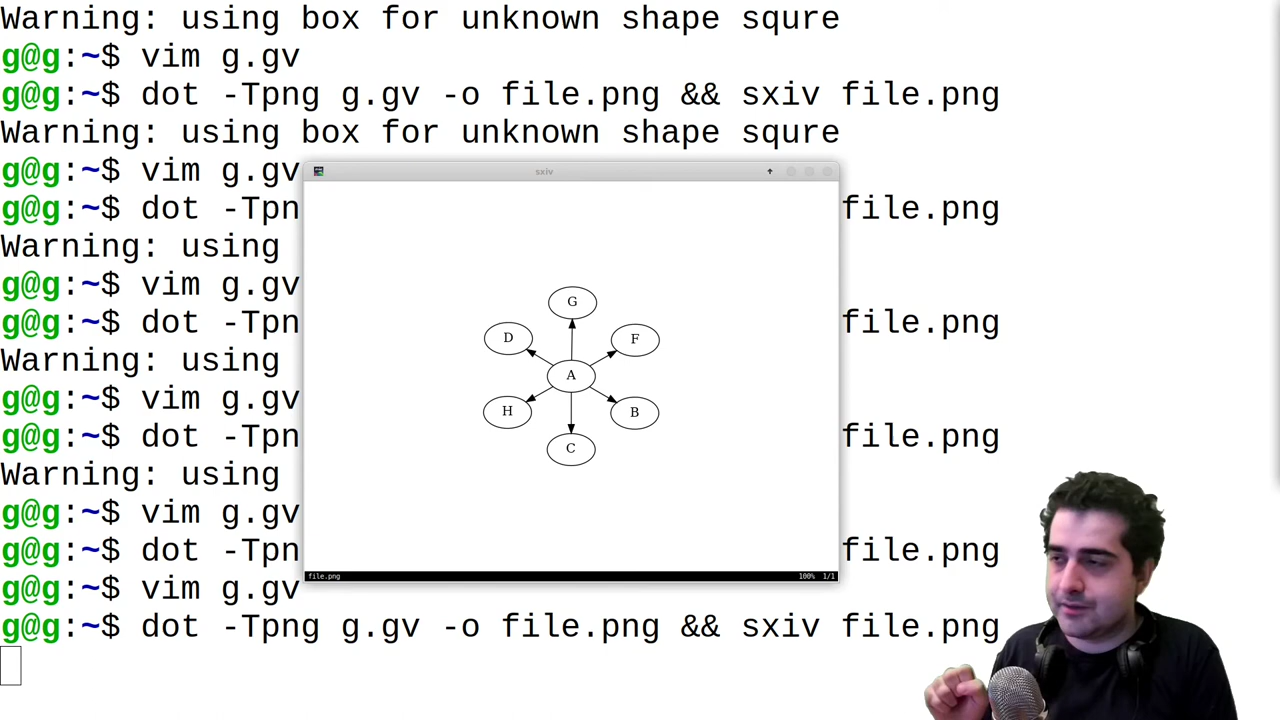 Warning: using box for unknown shape squre
g@g:~$ vim g.gv
g@g:~$ dot -Tpng g.gv -o file.png && sxiv file.png
Warning: using box for unknown shape squre
g@g:~$ vim g.gv
g@g:~$ dot -Tpn file.png
Warning: using
g@g:~$ vim g.gv
g@g:~$ dot -Tpn file.png
Warning: using
g@g:~$ vim g.gv
g@g:~$ dot -Tpn file.png
Warning: using
g@g:~$ vim g.gv
g@g:~$ dot -Tpn file.png
g@g:~$ vim g.gv
g@g:~$ dot -Tpng g.gv -o file.png && sxiv file.png
sxiv
G
D F
A
H B
C
file.png 100% 1/1